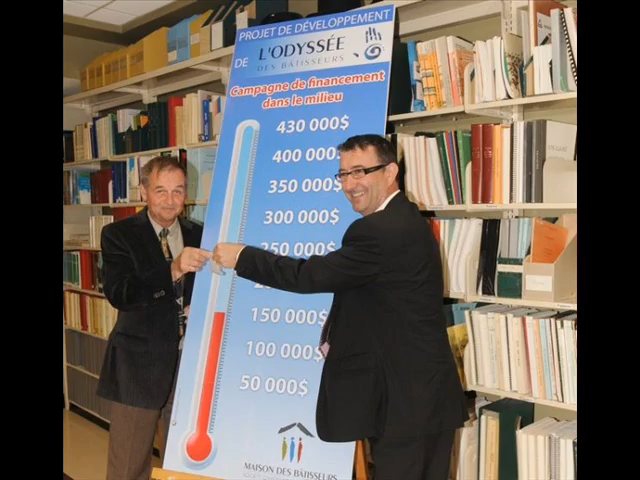 PROJET DE DÉVELOPPEMENT
DE L'ODYSSÉE
DES BÂTISSEURS
Campagne de financement
dans le milieu
430 000$
400 000$
350 000$
300 000$
250 000$
150 000$
100 000$
50 000$
MAISON DES BÂTISSEURS